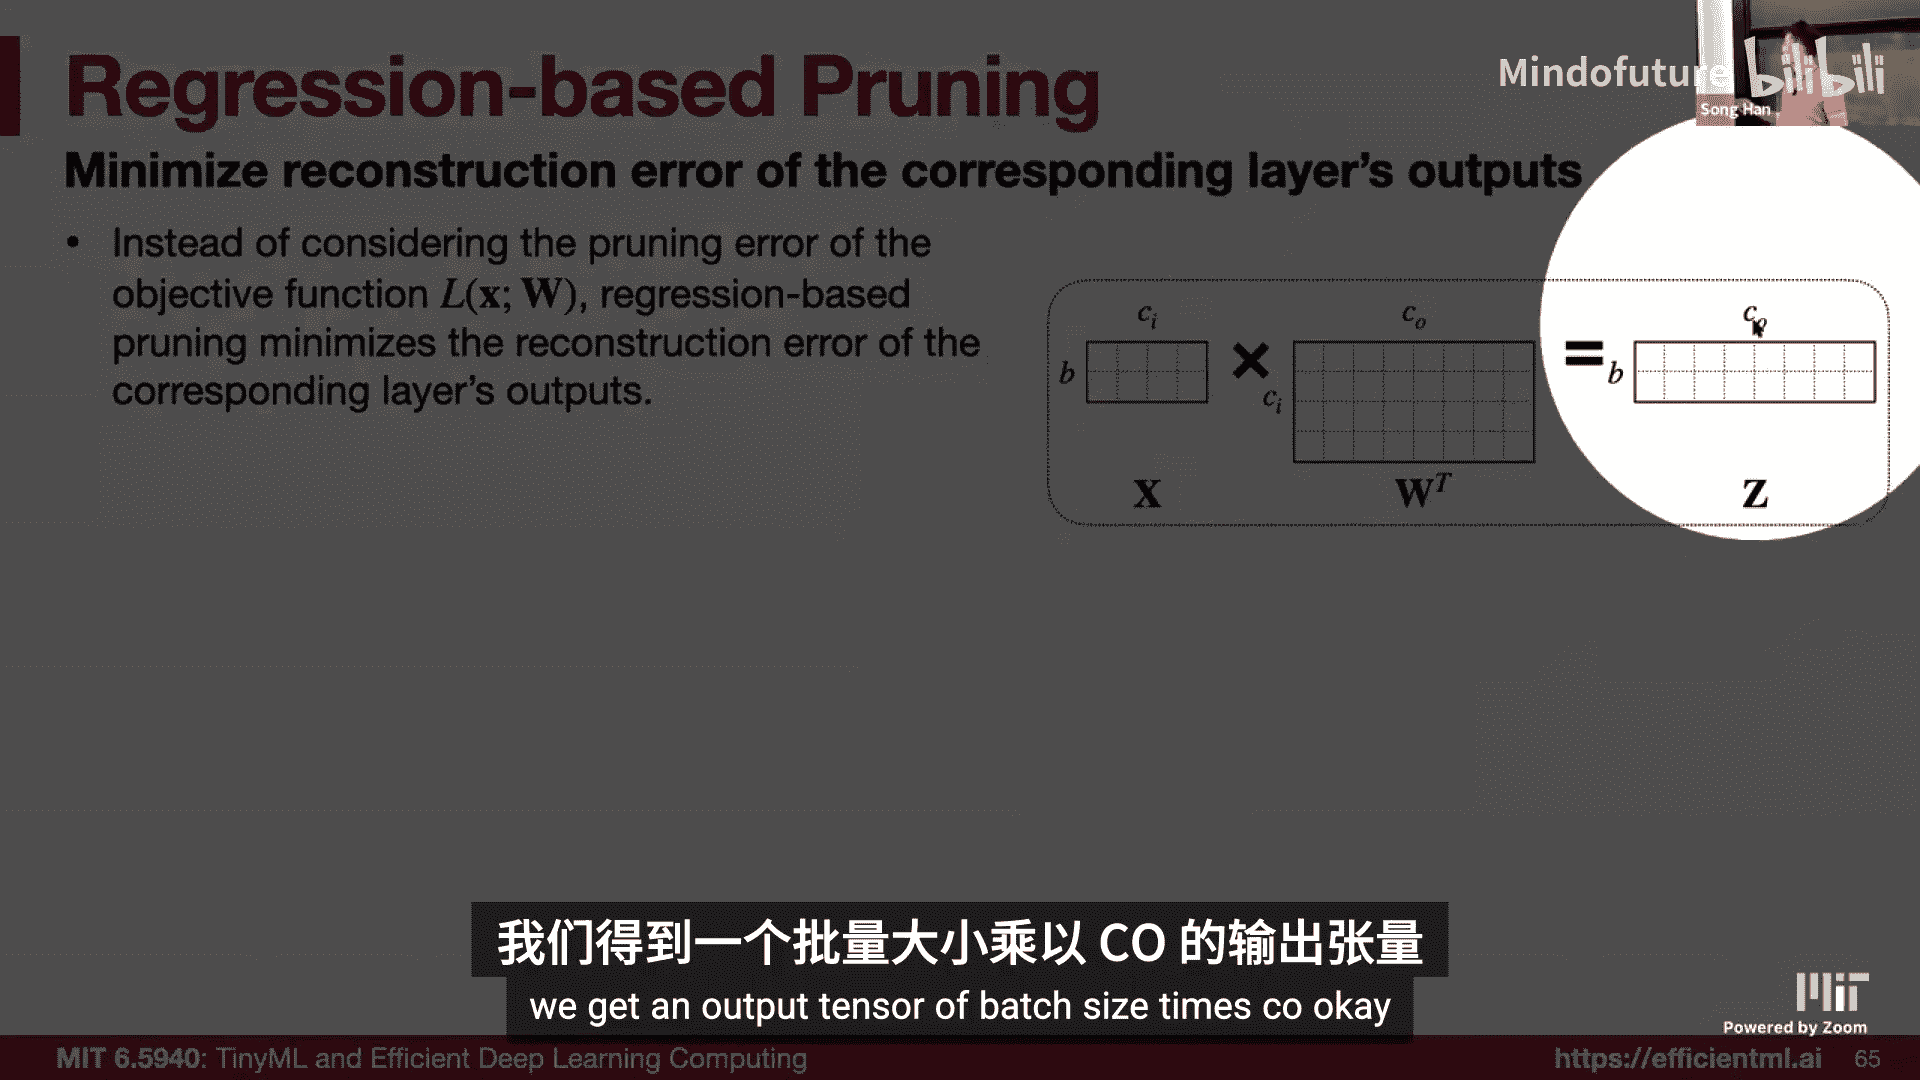 Regression-based Pruning
Mindofuture bilibili
Song Han
Minimize reconstruction error of the corresponding layer's outputs
• Instead of considering the pruning error of the
objective function L(x; W), regression-based
pruning minimizes the reconstruction error of the
corresponding layer's outputs.
c_i
c_o
c_o
b
×
c_i
=
b
X
W^T
Z
我们得到一个批量大小乘以 CO 的输出张量
we get an output tensor of batch size times co okay
MIT
Powered by Zoom
MIT 6.5940: TinyML and Efficient Deep Learning Computing
https://efficientml.ai
65